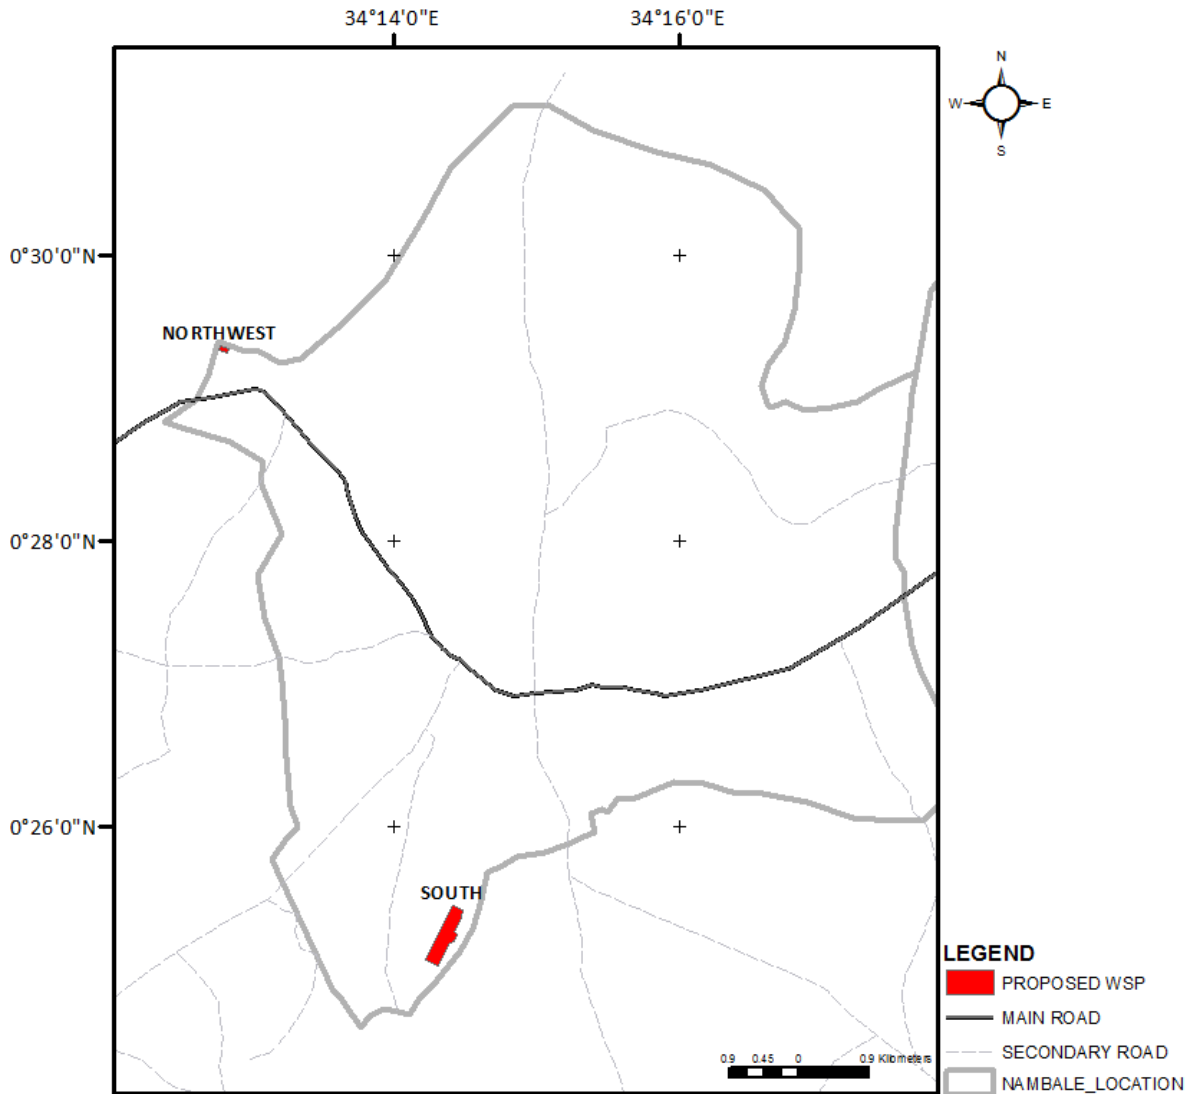 34°14'0"E 34°16'0"E
N
W E
S
0°30'0"N
NORTHWEST
0°28'0"N
0°26'0"N
SOUTH
LEGEND
PROPOSED WSP
MAIN ROAD
SECONDARY ROAD
NAMBALE_LOCATION
0.9 0.45 0 0.9 Kilometers